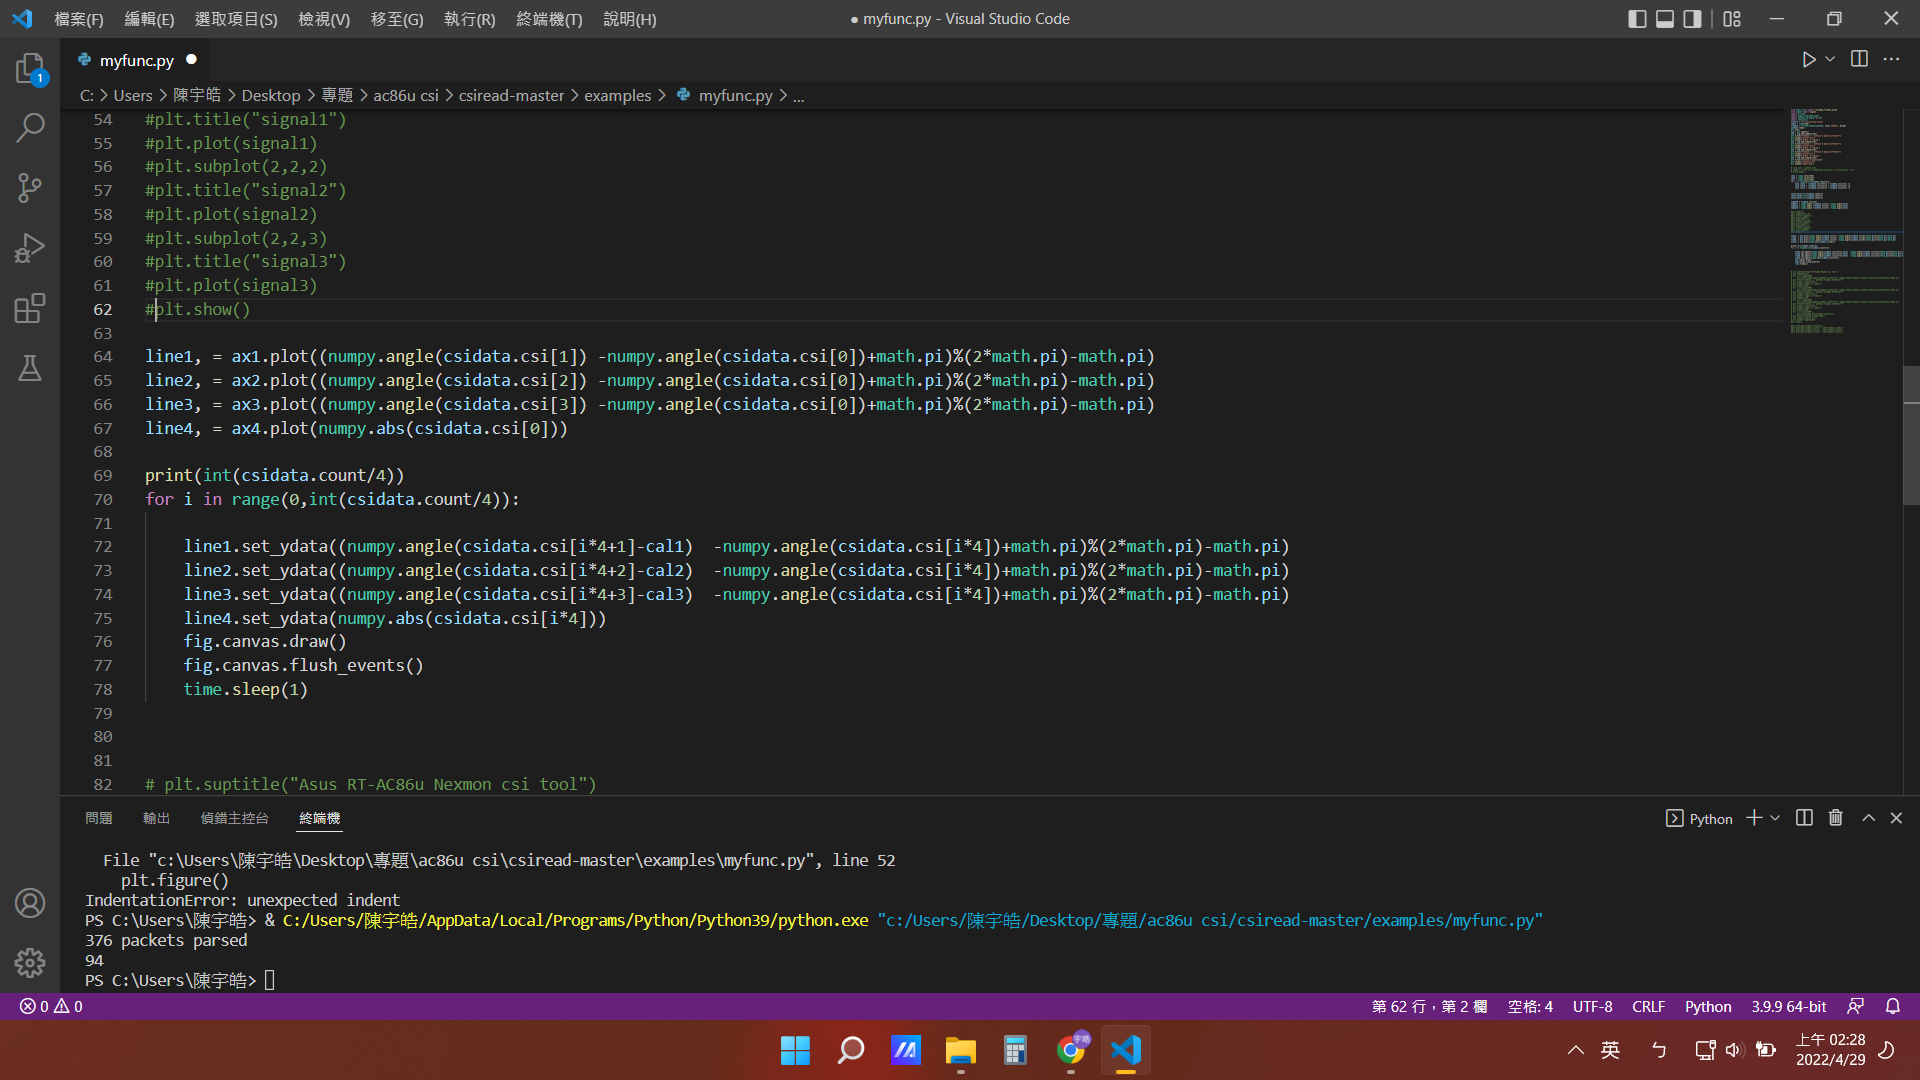 檔案(F) 編輯(E) 選取項目(S) 檢視(V) 移至(G) 執行(R) 終端機(T) 說明(H) ● myfunc.py - Visual Studio Code
myfunc.py ●
1
C: > Users > 陳宇皓 > Desktop > 專題 > ac86u csi > csiread-master > examples > myfunc.py > ...
54 #plt.title("signal1")
55 #plt.plot(signal1)
56 #plt.subplot(2,2,2)
57 #plt.title("signal2")
58 #plt.plot(signal2)
59 #plt.subplot(2,2,3)
60 #plt.title("signal3")
61 #plt.plot(signal3)
62 #plt.show()
63
64 line1, = ax1.plot((numpy.angle(csidata.csi[1]) -numpy.angle(csidata.csi[0])+math.pi)%(2*math.pi)-math.pi)
65 line2, = ax2.plot((numpy.angle(csidata.csi[2]) -numpy.angle(csidata.csi[0])+math.pi)%(2*math.pi)-math.pi)
66 line3, = ax3.plot((numpy.angle(csidata.csi[3]) -numpy.angle(csidata.csi[0])+math.pi)%(2*math.pi)-math.pi)
67 line4, = ax4.plot(numpy.abs(csidata.csi[0]))
68
69 print(int(csidata.count/4))
70 for i in range(0,int(csidata.count/4)):
71
72     line1.set_ydata((numpy.angle(csidata.csi[i*4+1]-cal1)  -numpy.angle(csidata.csi[i*4])+math.pi)%(2*math.pi)-math.pi)
73     line2.set_ydata((numpy.angle(csidata.csi[i*4+2]-cal2)  -numpy.angle(csidata.csi[i*4])+math.pi)%(2*math.pi)-math.pi)
74     line3.set_ydata((numpy.angle(csidata.csi[i*4+3]-cal3)  -numpy.angle(csidata.csi[i*4])+math.pi)%(2*math.pi)-math.pi)
75     line4.set_ydata(numpy.abs(csidata.csi[i*4]))
76     fig.canvas.draw()
77     fig.canvas.flush_events()
78     time.sleep(1)
79
80
81
82 # plt.suptitle("Asus RT-AC86u Nexmon csi tool")
問題 輸出 偵錯主控台 終端機 Python
  File "c:\Users\陳宇皓\Desktop\專題\ac86u csi\csiread-master\examples\myfunc.py", line 52
    plt.figure()
IndentationError: unexpected indent
PS C:\Users\陳宇皓> & C:/Users/陳宇皓/AppData/Local/Programs/Python/Python39/python.exe "c:/Users/陳宇皓/Desktop/專題/ac86u csi/csiread-master/examples/myfunc.py"
376 packets parsed
94
PS C:\Users\陳宇皓>
0 0 第 62 行，第 2 欄 空格: 4 UTF-8 CRLF Python 3.9.9 64-bit
宇皓
英 ㄅ 上午 02:28
2022/4/29